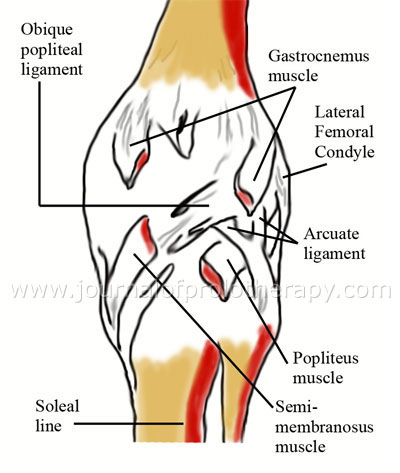 Obique
popliteal
ligament
Gastrocnemus
muscle
Lateral
Femoral
Condyle
Arcuate
ligament
www.journalofprolotherapy.com
Popliteus
muscle
Soleal
line
Semi-
membranosus
muscle